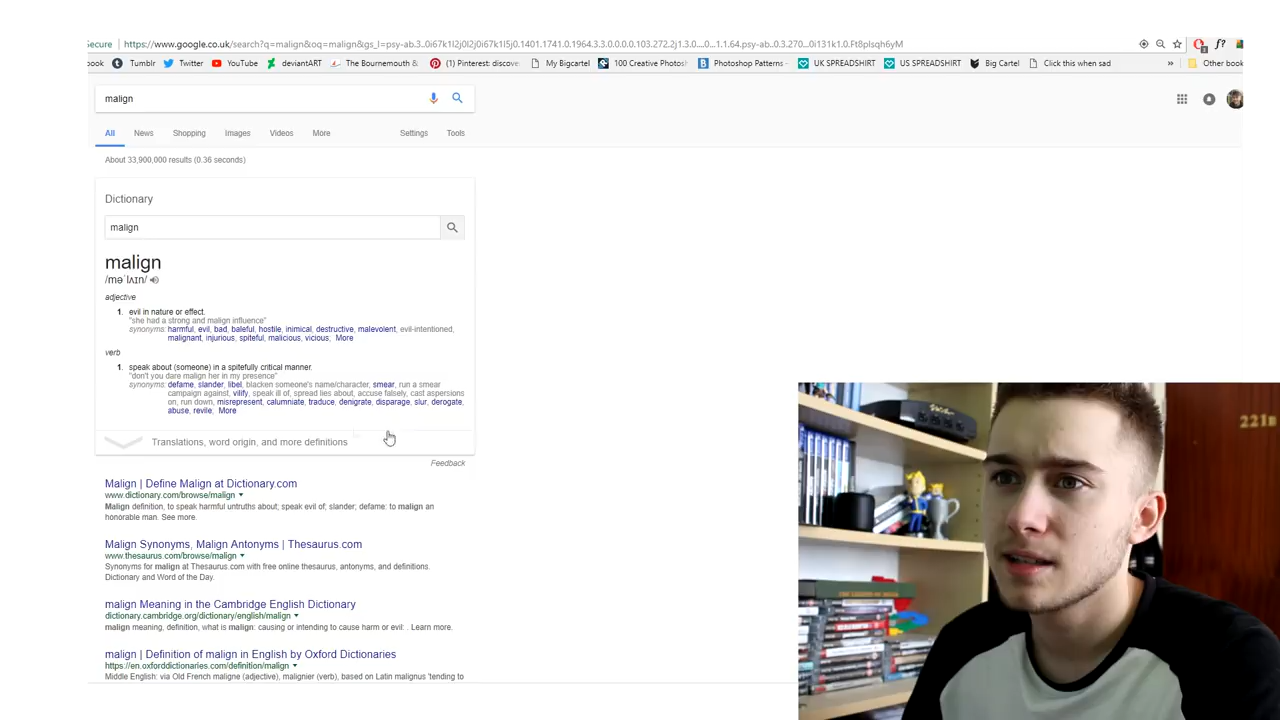 Secure https://www.google.co.uk/search?q=malign&oq=malign&gs_l=psy-ab.3..0i67k1l2j0l2j0i67k1l5j0.1401.1741.0.1964.3.3.0.0.0.0.103.272.2j1.3.0....0...1.1.64.psy-ab..0.3.270...0i131k1.0.Ft8pIsqh6yM
ook Tumblr Twitter YouTube deviantART The Bournemouth & Pinterest: discove My Bigcartel 100 Creative Photos Photoshop Patterns - UK SPREADSHIRT US SPREADSHIRT Big Cartel Click this when sad » Other book
malign
All News Shopping Images Videos More Settings Tools
About 33,900,000 results (0.36 seconds)
Dictionary
malign
malign
/məˈlʌɪn/
adjective
1. evil in nature or effect.
"she had a strong and malign influence"
synonyms: harmful, evil, bad, baleful, hostile, inimical, destructive, malevolent, evil-intentioned,
malignant, injurious, spiteful, malicious, vicious; More
verb
1. speak about (someone) in a spitefully critical manner.
"don't you dare malign her in my presence"
synonyms: defame, slander, libel, blacken someone's name/character, smear, run a smear
campaign against, vilify, speak ill of, spread lies about, accuse falsely, cast aspersions
on, run down, misrepresent, calumniate, traduce, denigrate, disparage, slur, derogate,
abuse, revile; More
Translations, word origin, and more definitions
Feedback
Malign | Define Malign at Dictionary.com
www.dictionary.com/browse/malign
Malign definition, to speak harmful untruths about; speak evil of; slander; defame: to malign an
honorable man. See more.
Malign Synonyms, Malign Antonyms | Thesaurus.com
www.thesaurus.com/browse/malign
Synonyms for malign at Thesaurus.com with free online thesaurus, antonyms, and definitions.
Dictionary and Word of the Day.
malign Meaning in the Cambridge English Dictionary
dictionary.cambridge.org/dictionary/english/malign
malign meaning, definition, what is malign: causing or intending to cause harm or evil: . Learn more.
malign | Definition of malign in English by Oxford Dictionaries
https://en.oxforddictionaries.com/definition/malign
Middle English: via Old French maligne (adjective), malignier (verb), based on Latin malignus 'tending to
221B